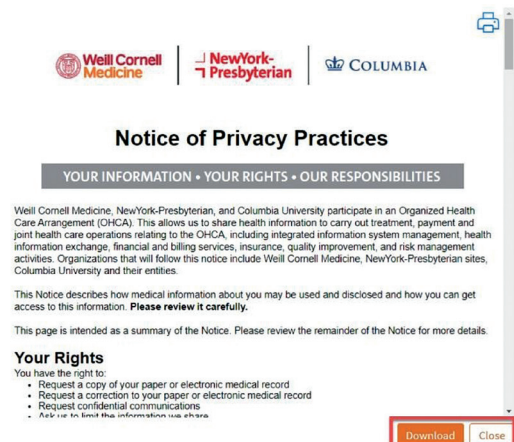 Weill Cornell
Medicine
NewYork-
Presbyterian
COLUMBIA
Notice of Privacy Practices
YOUR INFORMATION • YOUR RIGHTS • OUR RESPONSIBILITIES
Weill Cornell Medicine, NewYork-Presbyterian, and Columbia University participate in an Organized Health
Care Arrangement (OHCA). This allows us to share health information to carry out treatment, payment and
joint health care operations relating to the OHCA, including integrated information system management, health
information exchange, financial and billing services, insurance, quality improvement, and risk management
activities. Organizations that will follow this notice include Weill Cornell Medicine, NewYork-Presbyterian sites,
Columbia University and their entities.
This Notice describes how medical information about you may be used and disclosed and how you can get
access to this information. Please review it carefully.
This page is intended as a summary of the Notice. Please review the remainder of the Notice for more details.
Your Rights
You have the right to:
• Request a copy of your paper or electronic medical record
• Request a correction to your paper or electronic medical record
• Request confidential communications
• Ask us to limit the information we share
Download Close